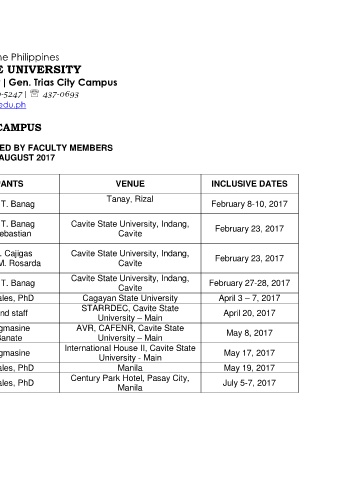 he Philippines
E UNIVERSITY
| Gen. Trias City Campus
-5247 | ☏ 437-0693
edu.ph
CAMPUS
ED BY FACULTY MEMBERS
AUGUST 2017
PANTS VENUE INCLUSIVE DATES
T. Banag Tanay, Rizal February 8-10, 2017
T. Banag
ebastian Cavite State University, Indang,
Cavite February 23, 2017
. Cajigas
M. Rosarda Cavite State University, Indang,
Cavite February 23, 2017
T. Banag Cavite State University, Indang,
Cavite February 27-28, 2017
ales, PhD Cagayan State University April 3 – 7, 2017
nd staff STARRDEC, Cavite State
University – Main April 20, 2017
gmasine
Banate AVR, CAFENR, Cavite State
University – Main May 8, 2017
gmasine International House II, Cavite State
University - Main May 17, 2017
ales, PhD Manila May 19, 2017
ales, PhD Century Park Hotel, Pasay City,
Manila July 5-7, 2017